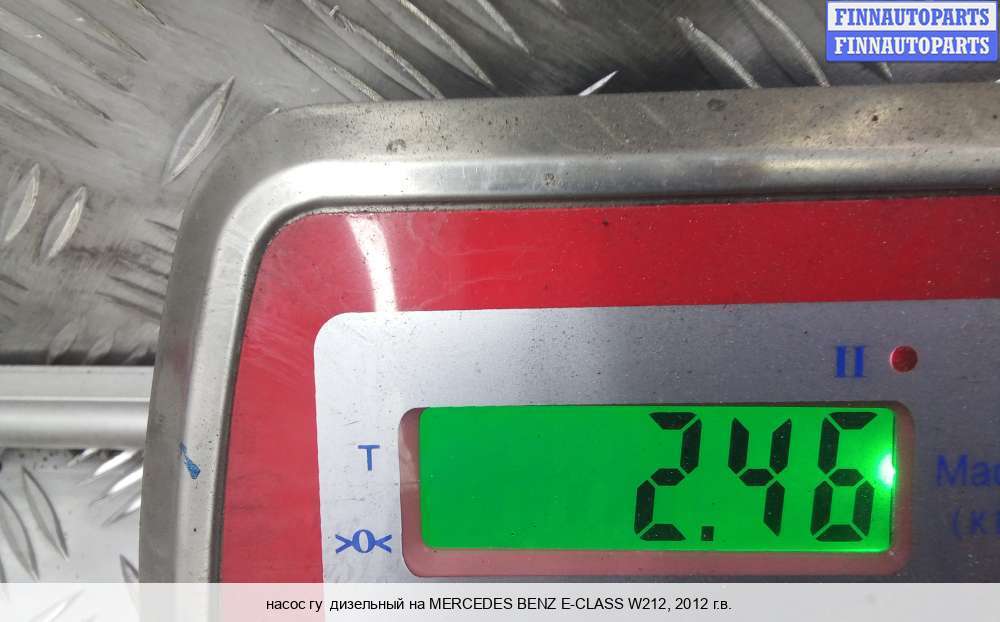 FINNAUTOPARTS
FINNAUTOPARTS
II
T
2.46
>0<
насос гу дизельный на MERCEDES BENZ E-CLASS W212, 2012 г.в.